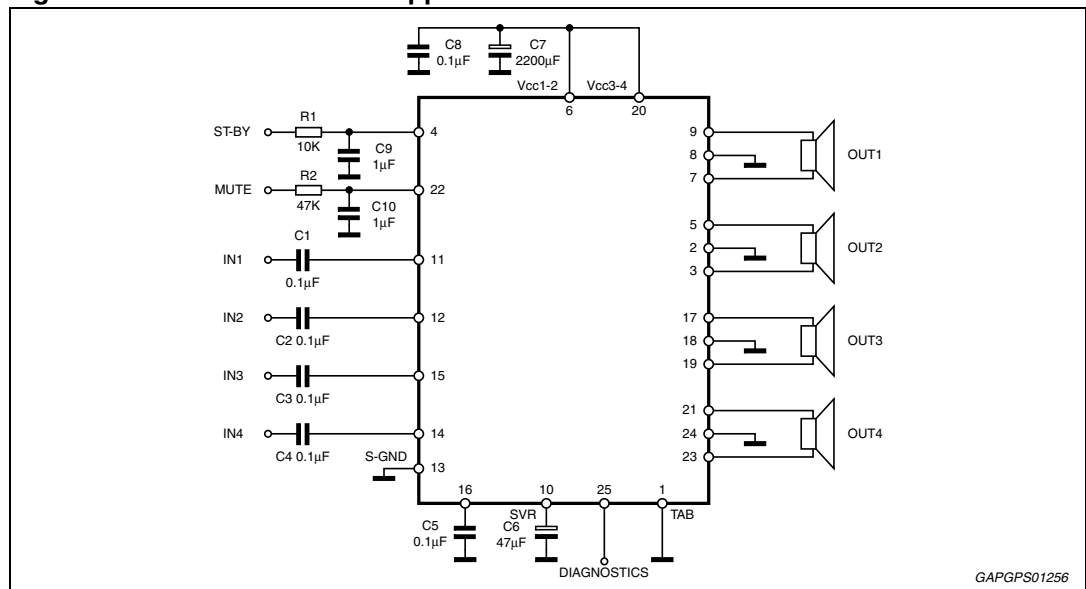 C8
0.1µF
C7
2200µF
Vcc1-2
Vcc3-4
6
20
ST-BY
R1
10K
4
C9
1µF
MUTE
R2
47K
22
C10
1µF
IN1
C1
0.1µF
11
IN2
C2 0.1µF
12
IN3
C3 0.1µF
15
IN4
C4 0.1µF
14
S-GND
13
9
8
7
OUT1
5
2
3
OUT2
17
18
19
OUT3
21
24
23
OUT4
16
10
25
1
C5
0.1µF
SVR
C6
47µF
TAB
DIAGNOSTICS
GAPGPS01256